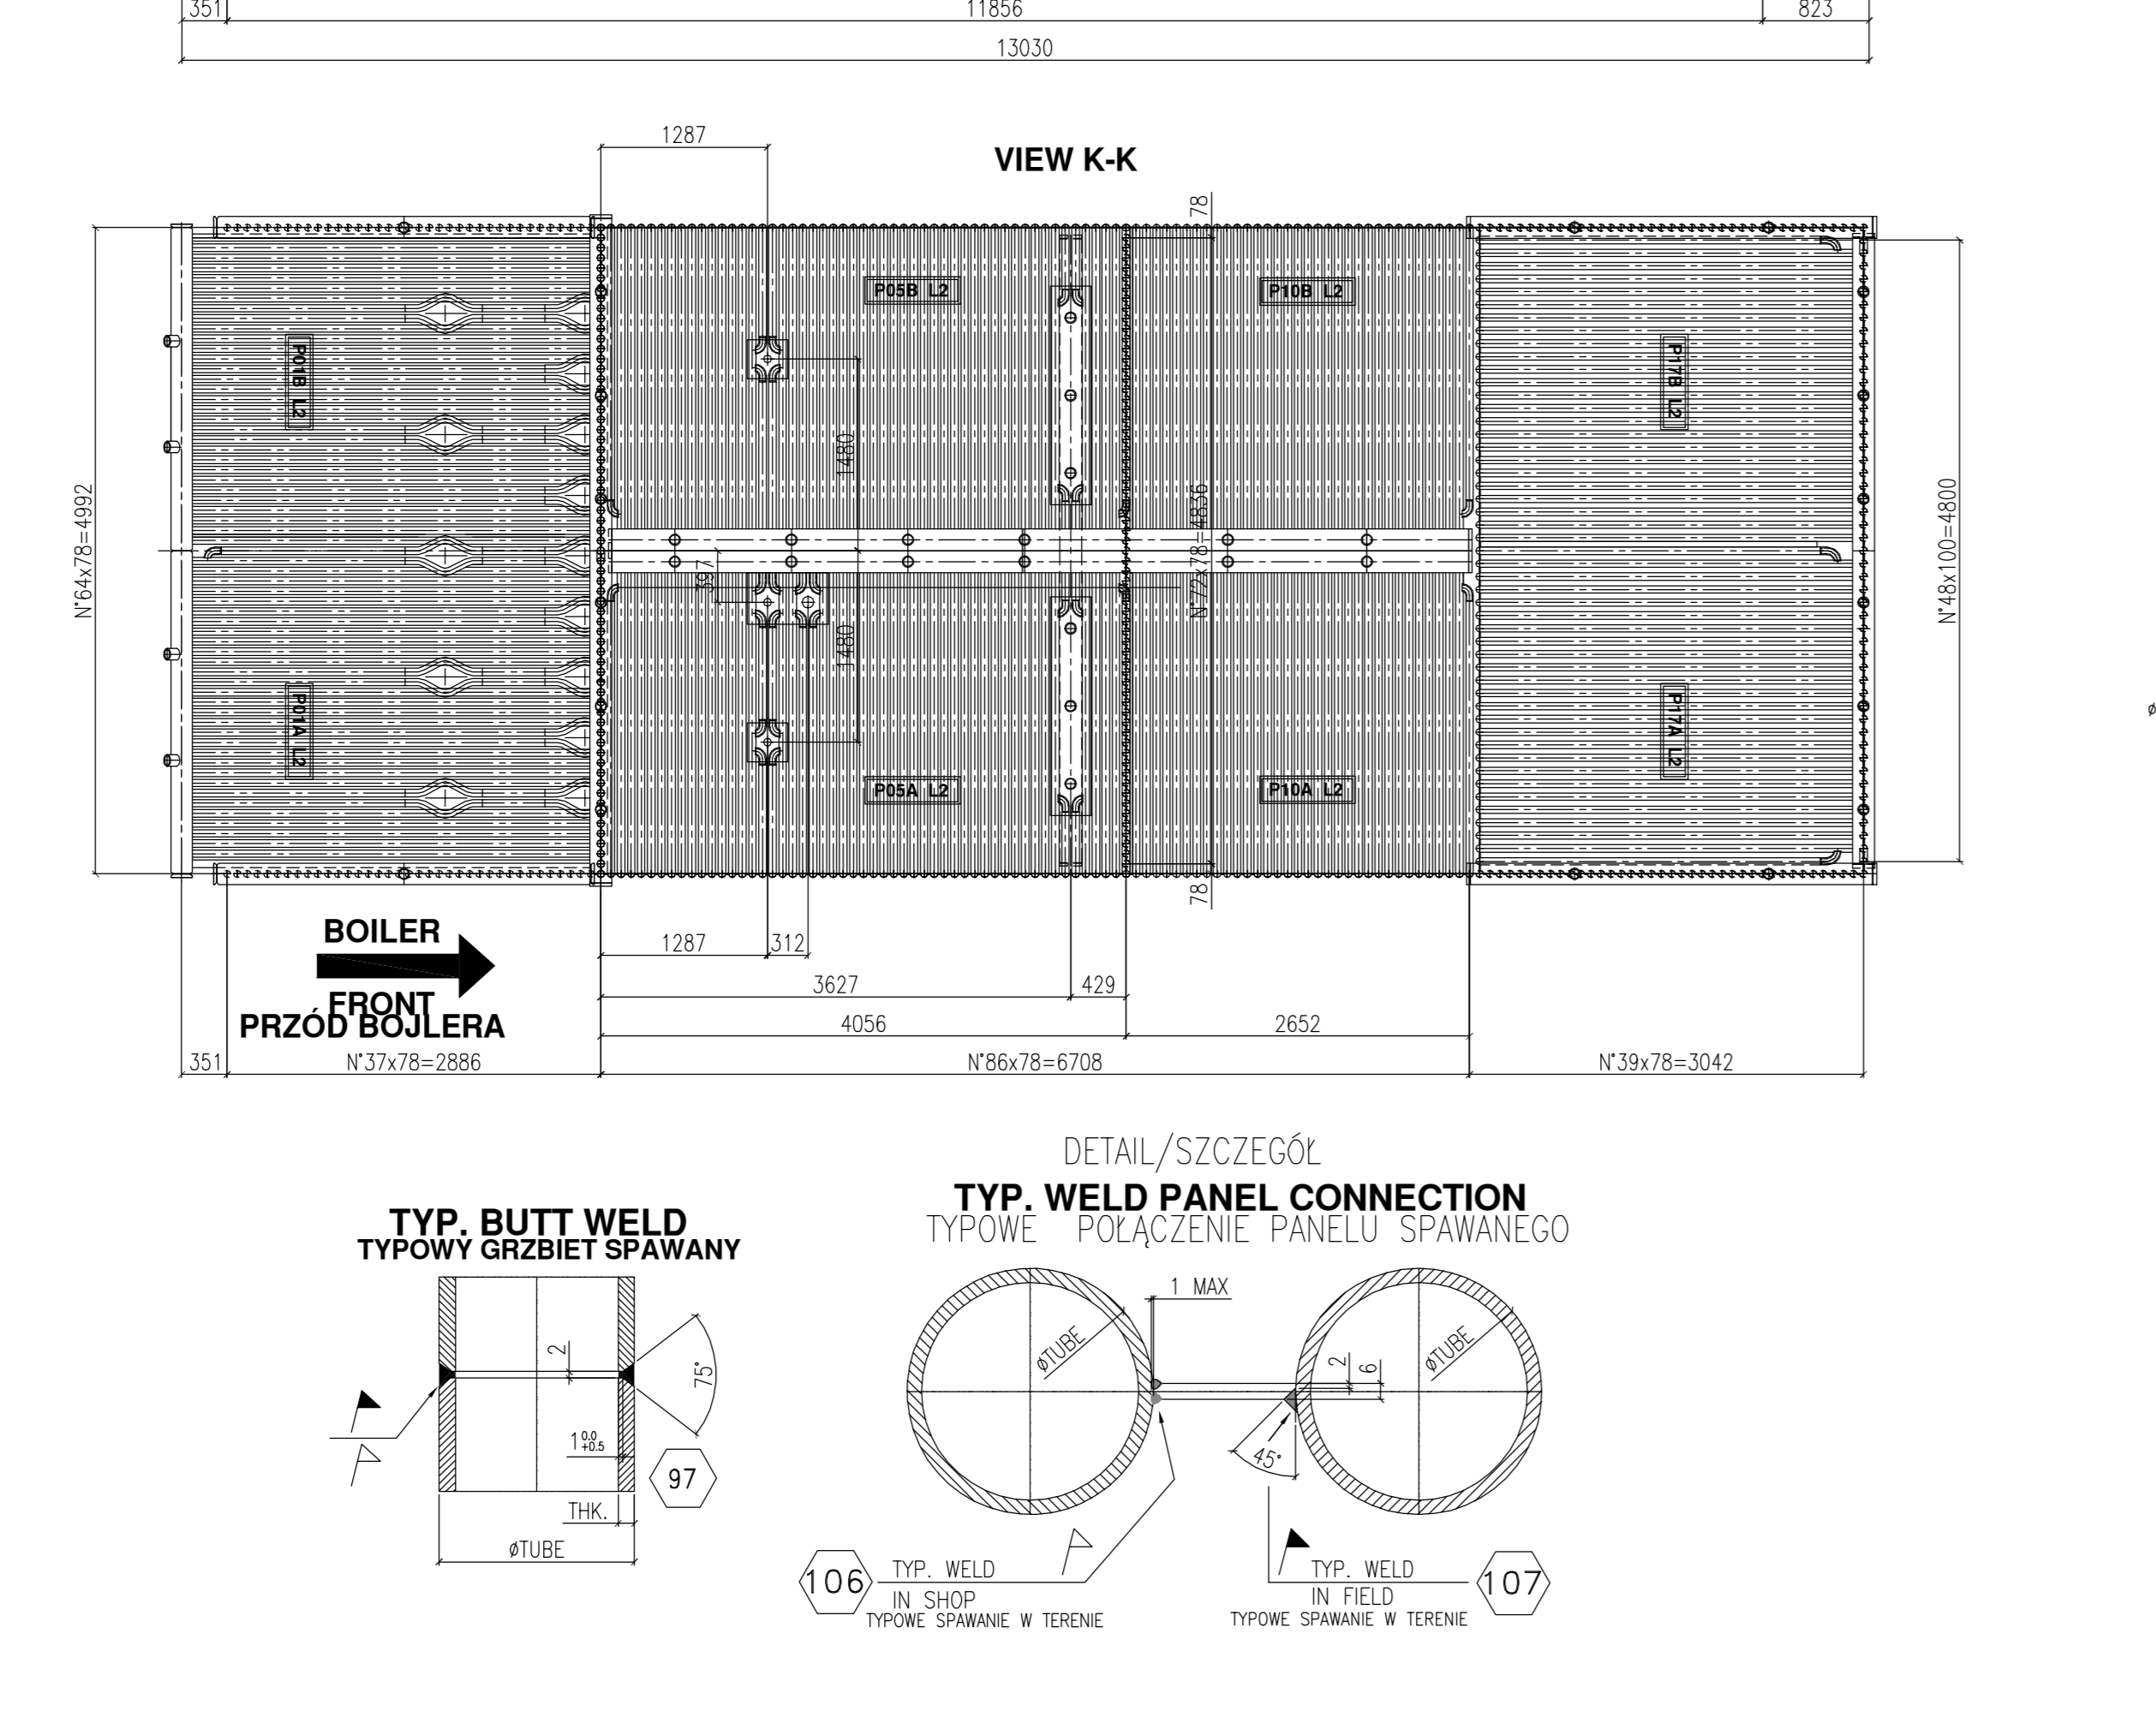 351
11856
823
13030
1287
VIEW K-K
78
P05B L2
P10B L2
P01B L2
P17B L2
1480
N°64x78=4992
N°72x78=4836
N°48x100=4800
397
1480
P01A L2
P17A L2
P05A L2
P10A L2
78
BOILER
FRONT
PRZÓD BOJLERA
1287
312
3627
429
4056
2652
351
N°37x78=2886
N°86x78=6708
N°39x78=3042
ø
DETAIL/SZCZEGÓŁ
TYP. WELD PANEL CONNECTION
TYPOWE POŁĄCZENIE PANELU SPAWANEGO
TYP. BUTT WELD
TYPOWY GRZBIET SPAWANY
2
75°
1 0.0 +0.5
97
THK.
øTUBE
1 MAX
øTUBE
2
6
øTUBE
45°
106
TYP. WELD
IN SHOP
TYPOWE SPAWANIE W TERENIE
TYP. WELD
IN FIELD
TYPOWE SPAWANIE W TERENIE
107